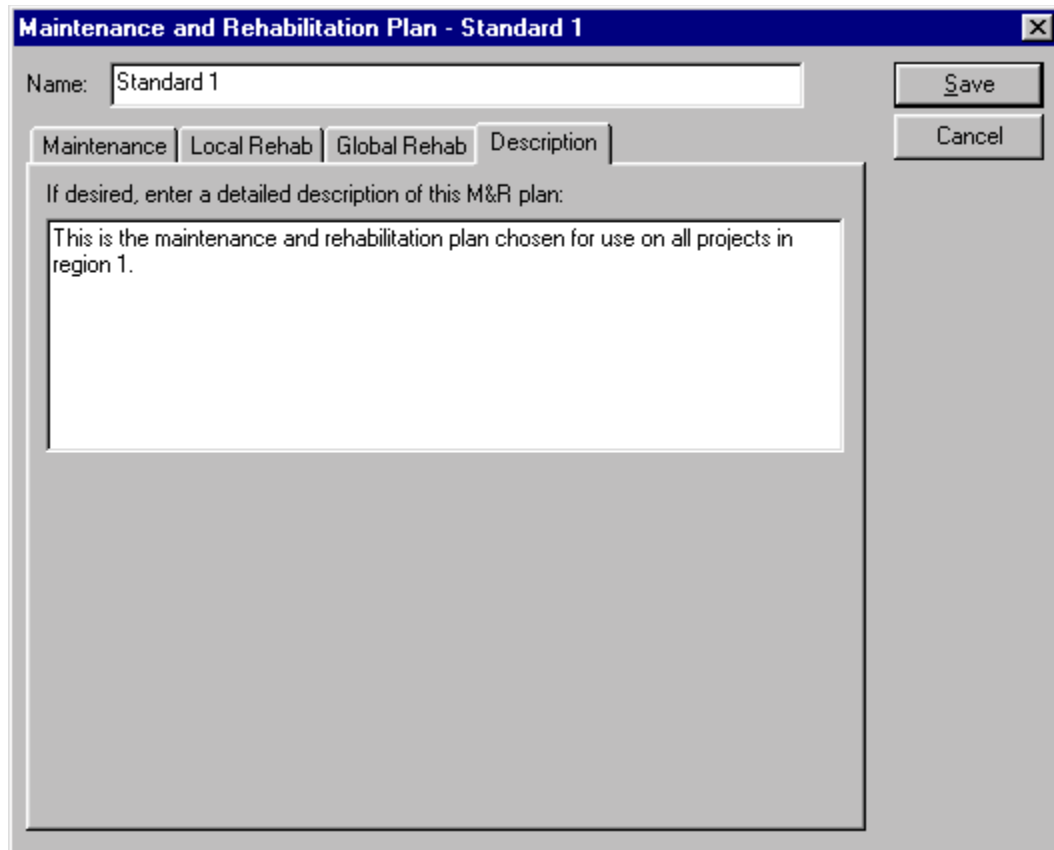 Maintenance and Rehabilitation Plan - Standard 1
Name: Standard 1
Save
Maintenance Local Rehab Global Rehab Description
Cancel
If desired, enter a detailed description of this M&R plan:
This is the maintenance and rehabilitation plan chosen for use on all projects in
region 1.